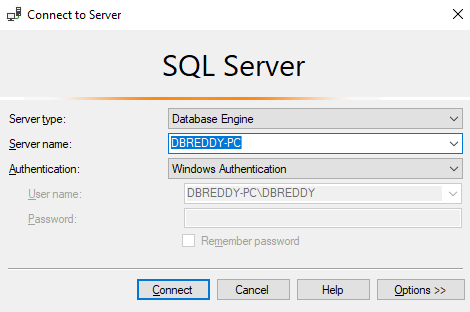 Connect to Server
SQL Server
Server type: Database Engine
Server name: DBREDDY-PC
Authentication: Windows Authentication
User name: DBREDDY-PC\DBREDDY
Password:
Remember password
Connect Cancel Help Options >>